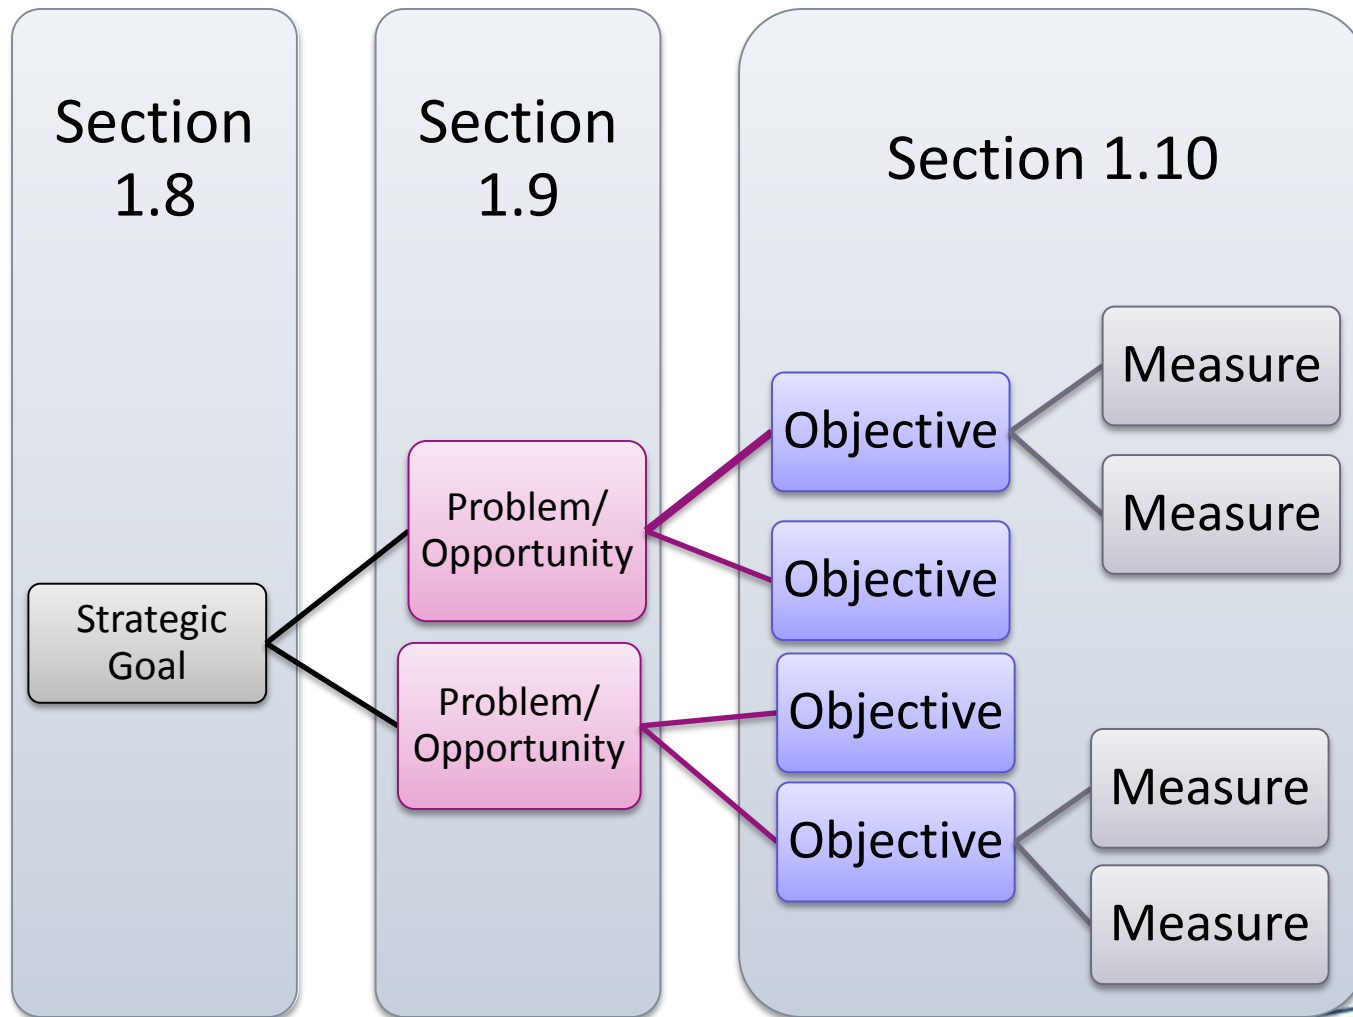 Section
1.8
Section
1.9
Section 1.10
Strategic
Goal
Problem/
Opportunity
Problem/
Opportunity
Objective
Objective
Objective
Objective
Measure
Measure
Measure
Measure